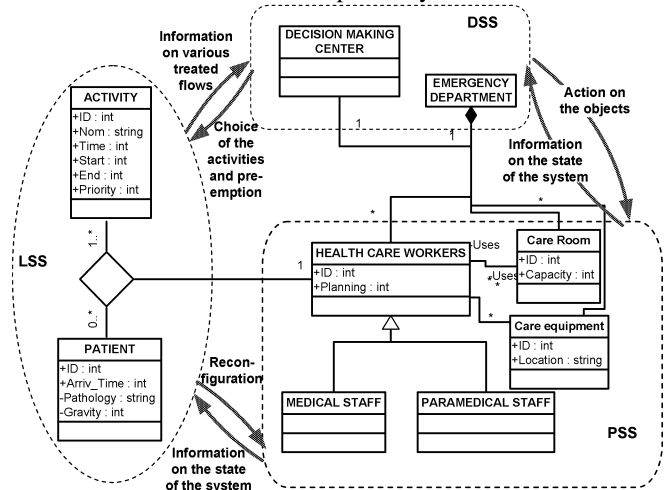 DSS
DECISION MAKING
CENTER
EMERGENCY
DEPARTMENT
Information
on various
treated
flows
Choice
of the
activities
and pre-
emption
Action on
the objects
Information
on the state
of the system
ACTIVITY
+ID : int
+Nom : string
+Time : int
+Start : int
+End : int
+Priority : int
1
1
*
*
1..*
LSS
0..*
1
HEALTH CARE WORKERS
+ID : int
+Planning : int
-Uses
*
Uses
*
*
Care Room
+ID : int
+Capacity : int
Care equipment
+ID : int
+Location : string
PATIENT
+ID : int
+Arriv_Time : int
-Pathology : string
-Gravity : int
Recon-
figuration
Information
on the state
of the system
MEDICAL STAFF
PARAMEDICAL STAFF
PSS